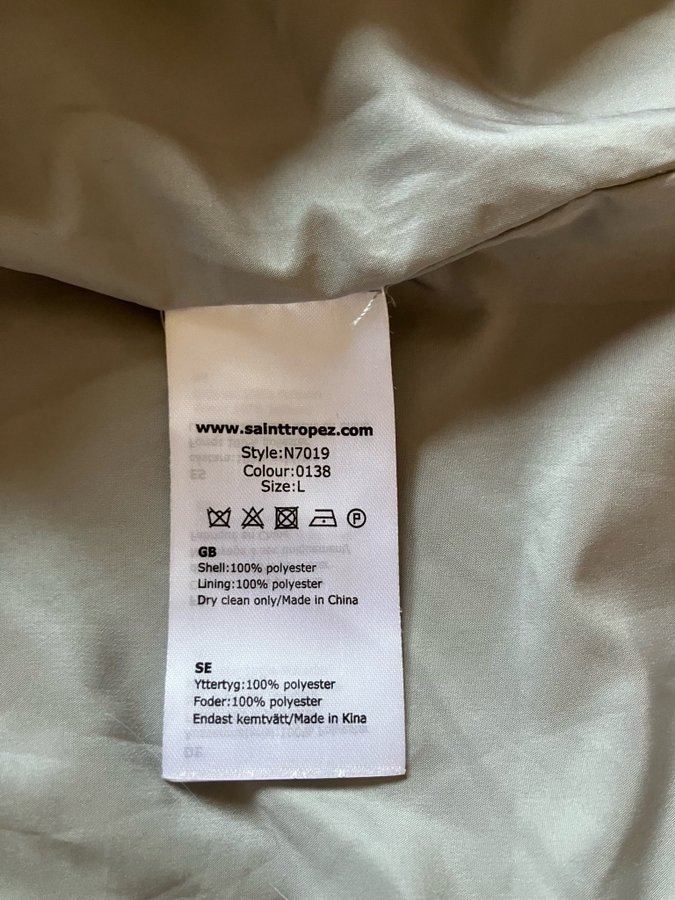 www.sainttropez.com
Style:N7019
Colour:0138
Size:L
P
GB
Shell:100% polyester
Lining:100% polyester
Dry clean only/Made in China
SE
Yttertyg:100% polyester
Foder:100% polyester
Endast kemtvätt/Made in Kina